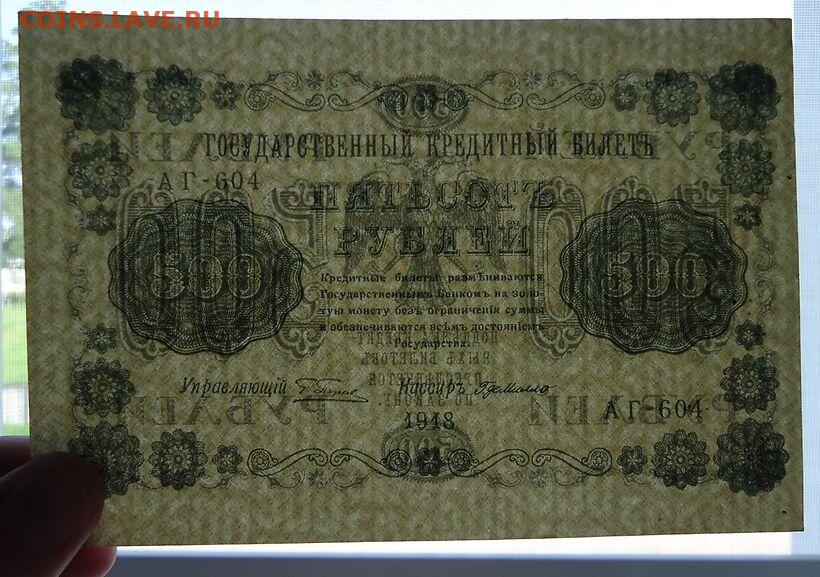 COINS.LAVE.RU
ГОСУДАРСТВЕННЫЙ КРЕДИТНЫЙ БИЛЕТЪ
АГ-604
ПЯТЬСОТЪ
РУБЛЕЙ
500 500
Кредитные билеты размѣниваются
Государственнымъ Банкомъ на золо-
тую монету безъ ограниченія суммы
и обезпечиваются всѣмъ достояніемъ
Государства.
Управляющій Кассиръ
1918
АГ-604